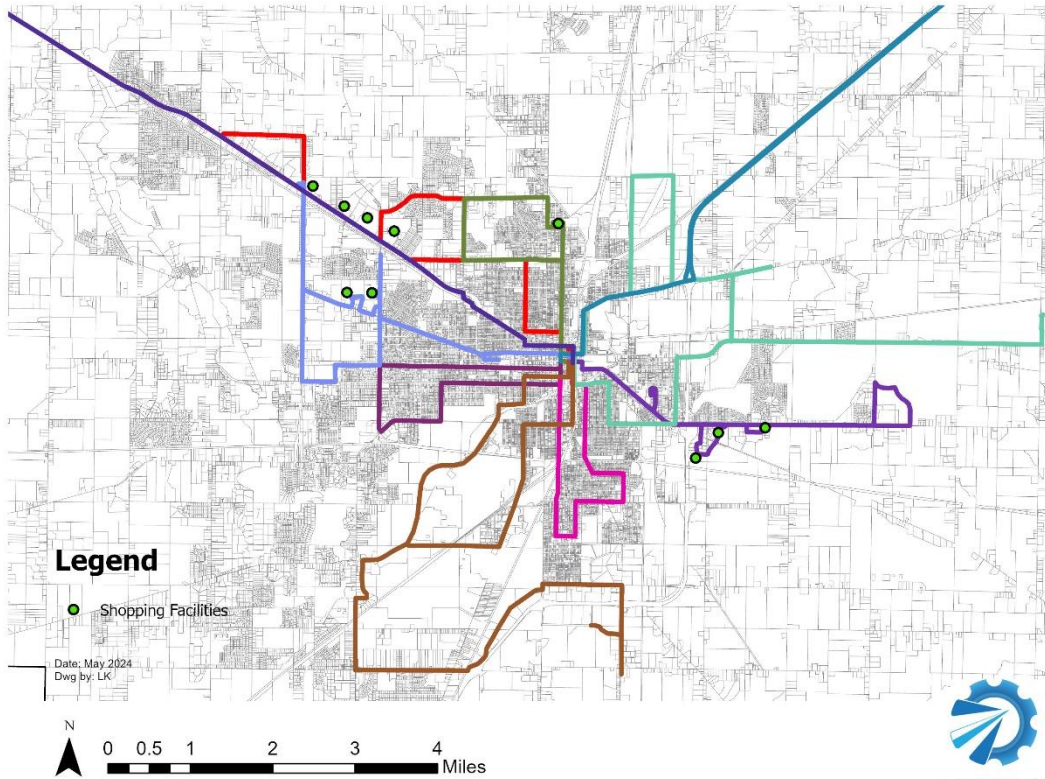 Legend
Shopping Facilities
Date: May 2024
Dwg by: LK
N
0 0.5 1 2 3 4
Miles